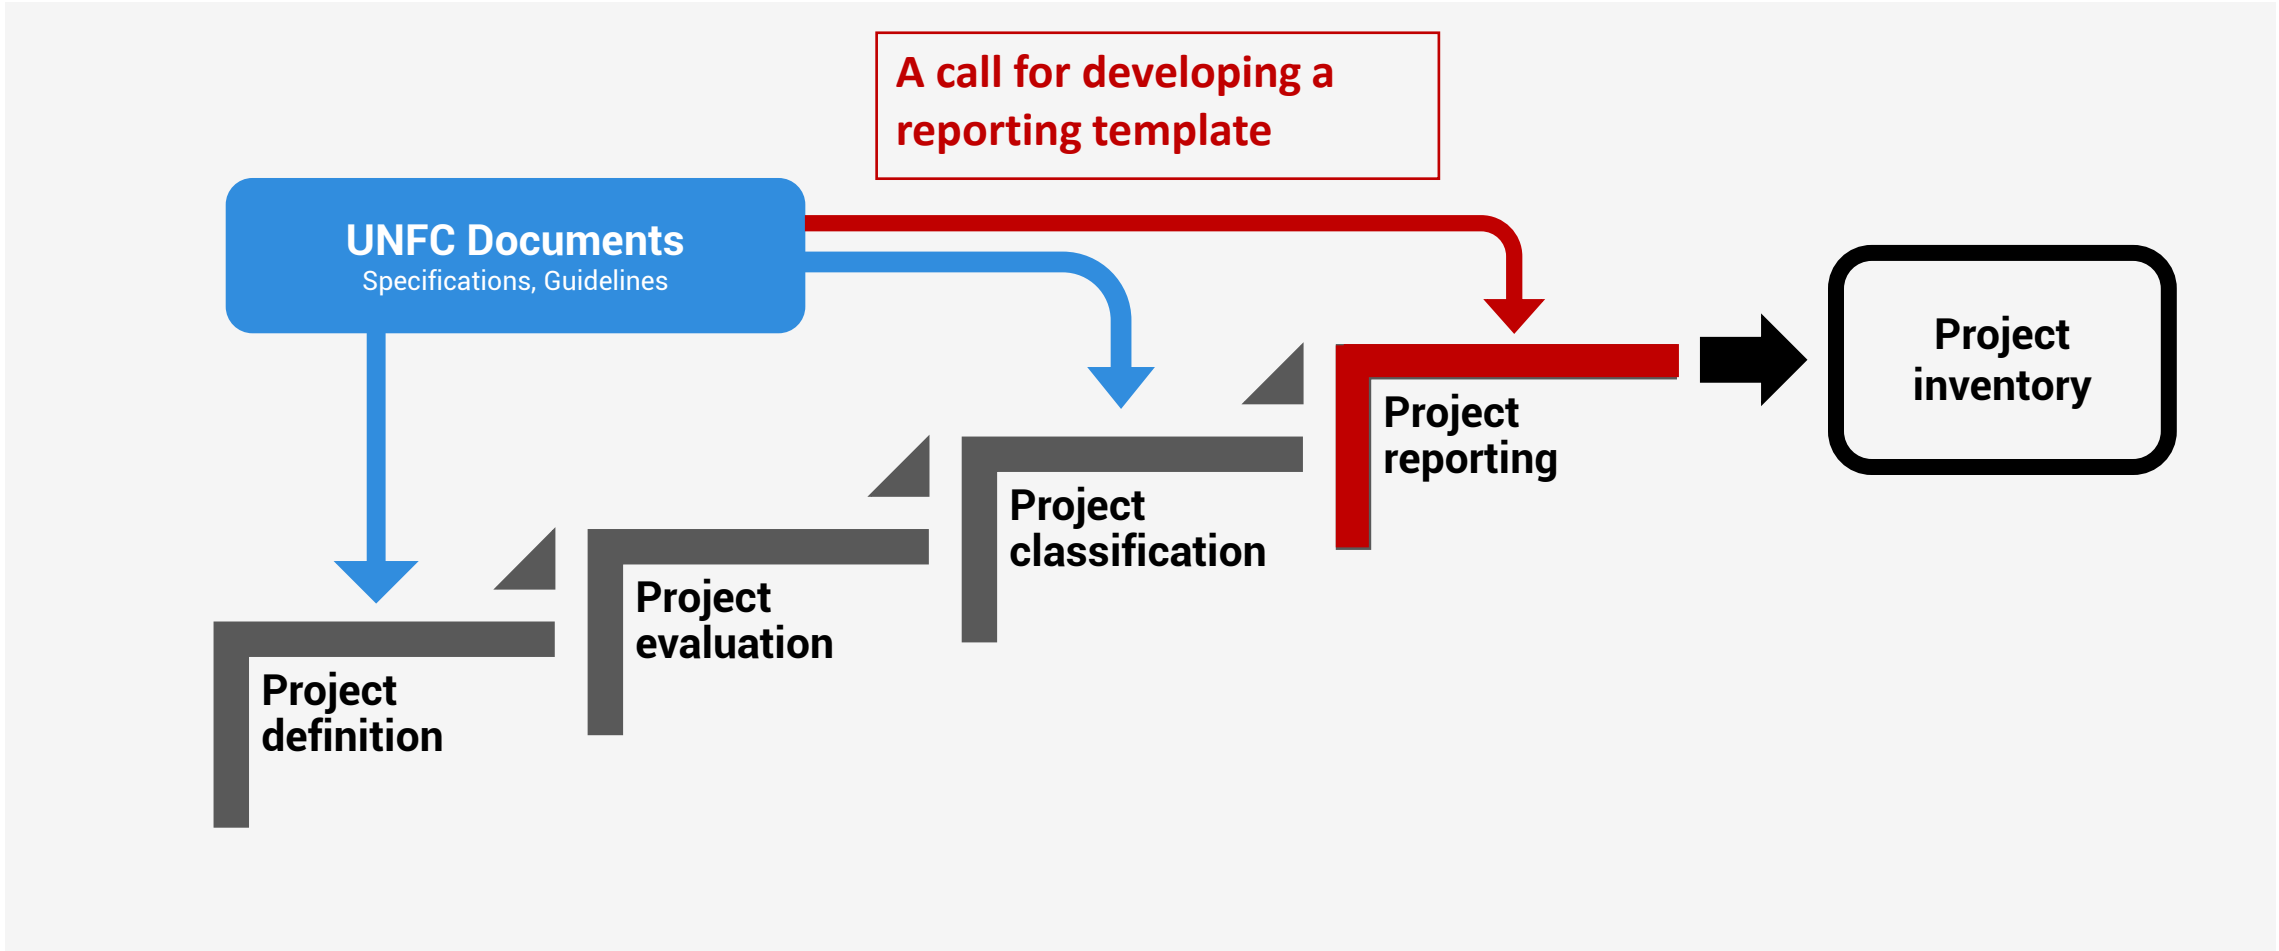 A call for developing a
reporting template
UNFC Documents
Specifications, Guidelines
Project
inventory
Project
reporting
Project
classification
Project
evaluation
Project
definition